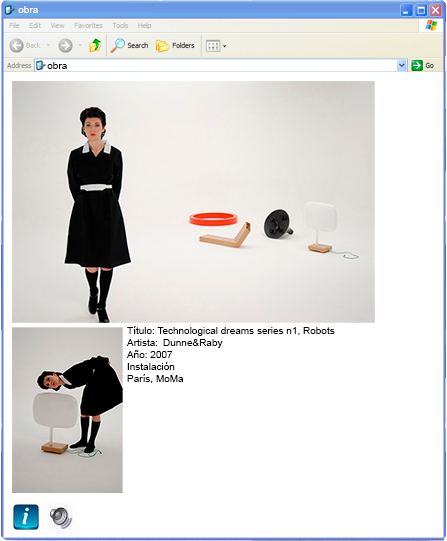 obra
File Edit View Favorites Tools Help
Back Search Folders
Address obra Go
Título: Technological dreams series n1, Robots
Artista: Dunne&Raby
Año: 2007
Instalación
París, MoMa
i